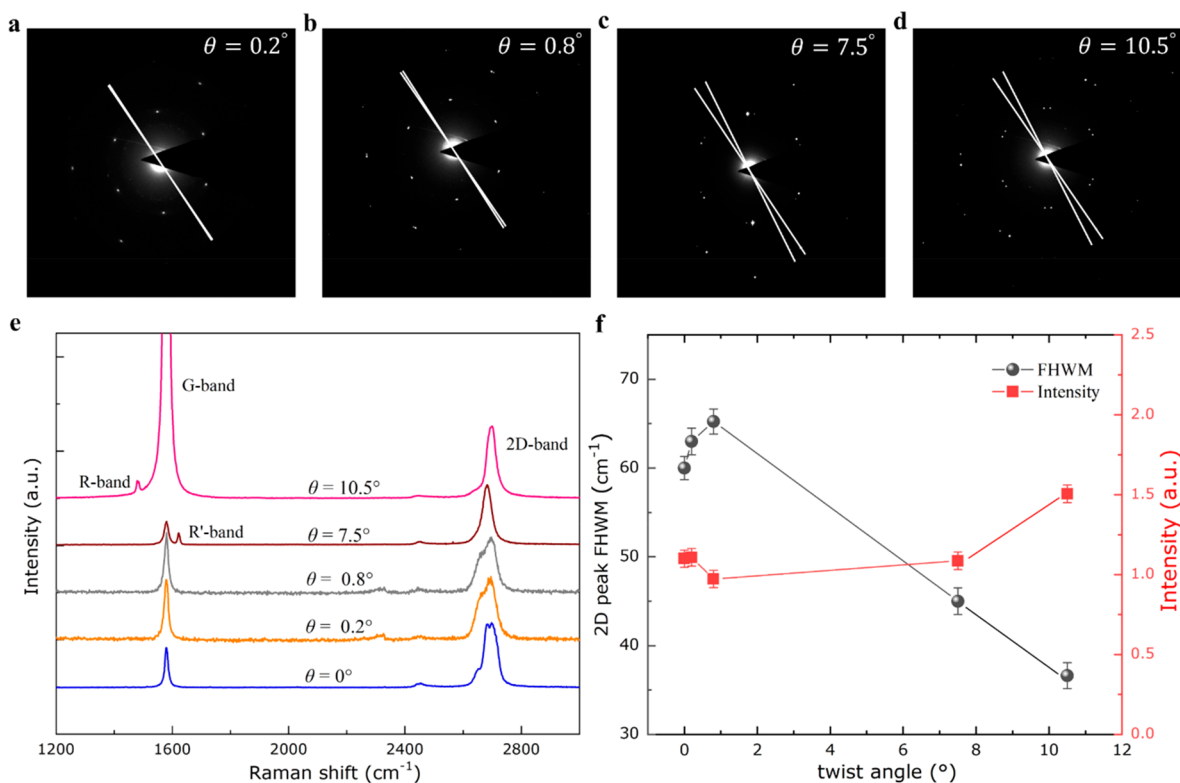 a
θ = 0.2°
b
θ = 0.8°
c
θ = 7.5°
d
θ = 10.5°
e
G-band
2D-band
R-band
θ = 10.5°
R'-band
θ = 7.5°
θ = 0.8°
θ = 0.2°
θ = 0°
Intensity (a.u.)
1200 1600 2000 2400 2800
Raman shift (cm⁻¹)
f
FHWM
Intensity
70
60
50
40
30
2D peak FHWM (cm⁻¹)
2.5
2.0
1.5
1.0
0.5
0.0
Intensity (a.u.)
0 2 4 6 8 10 12
twist angle (°)